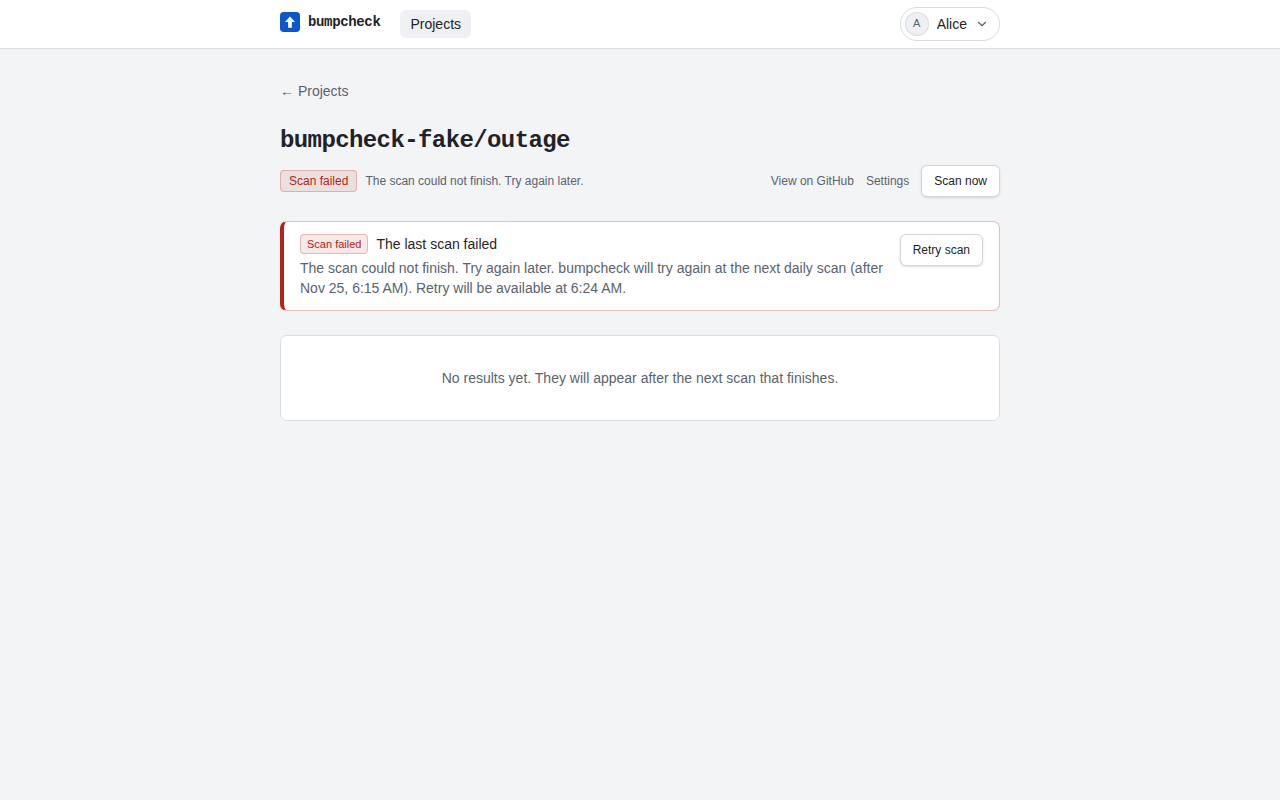 bumpcheck Projects A Alice
← Projects
bumpcheck-fake/outage
Scan failed The scan could not finish. Try again later. View on GitHub Settings Scan now
Scan failed The last scan failed Retry scan
The scan could not finish. Try again later. bumpcheck will try again at the next daily scan (after
Nov 25, 6:15 AM). Retry will be available at 6:24 AM.
No results yet. They will appear after the next scan that finishes.